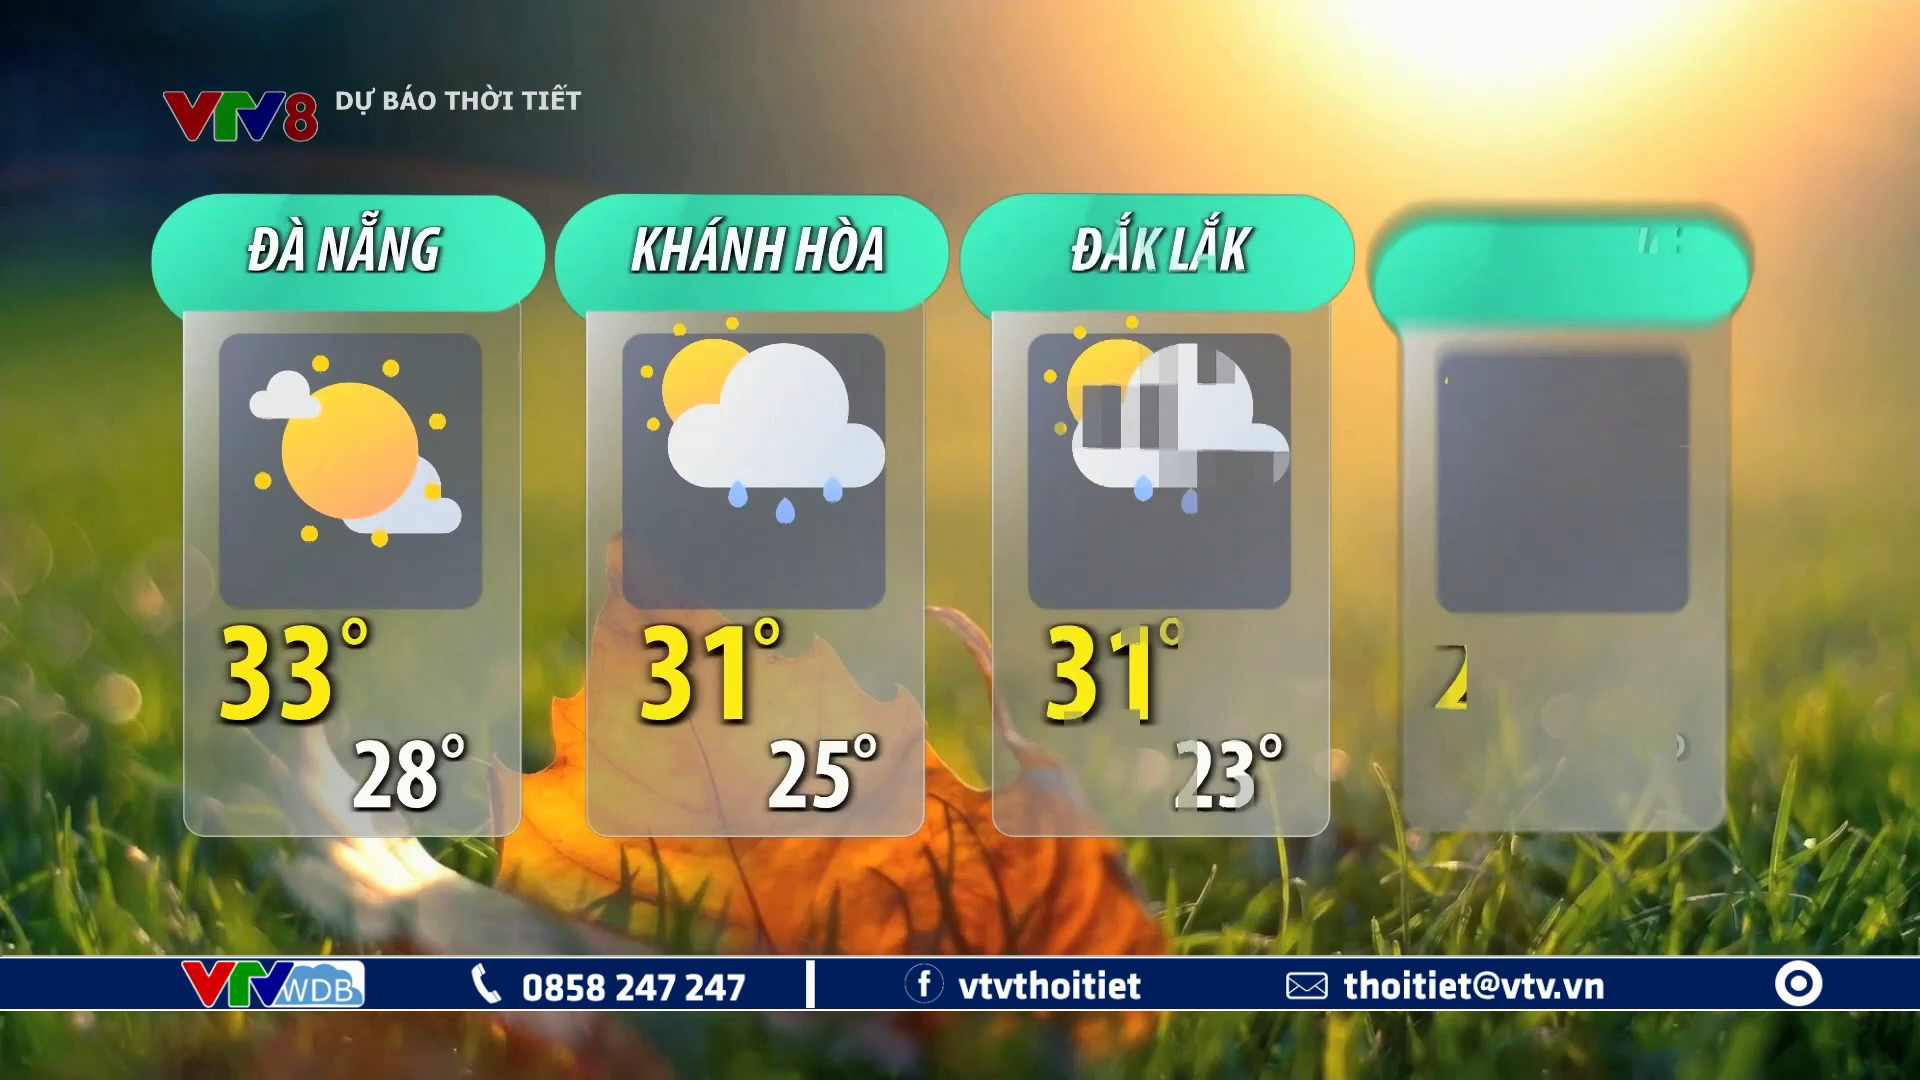 VTV8 DỰ BÁO THỜI TIẾT
ĐÀ NẴNG
33°
28°
KHÁNH HÒA
31°
25°
ĐẮK LẮK
31°
23°
VTV WDB 0858 247 247 vtvthoitiet thoitiet@vtv.vn